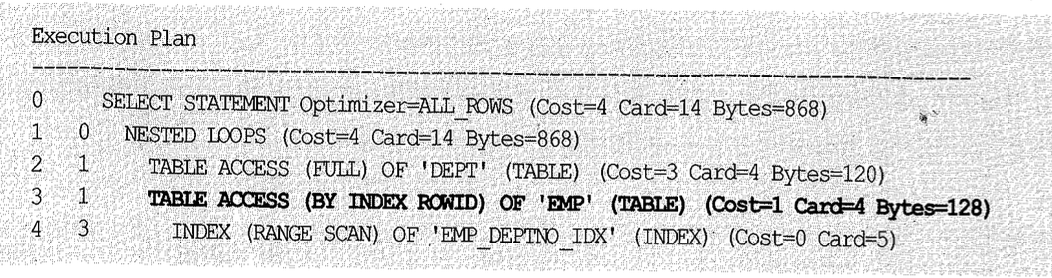 Execution Plan
--------------------------------------------------------------------------------
0 SELECT STATEMENT Optimizer=ALL_ROWS (Cost=4 Card=14 Bytes=868)
1 0 NESTED LOOPS (Cost=4 Card=14 Bytes=868)
2 1 TABLE ACCESS (FULL) OF 'DEPT' (TABLE) (Cost=3 Card=4 Bytes=120)
3 1 TABLE ACCESS (BY INDEX ROWID) OF 'EMP' (TABLE) (Cost=1 Card=4 Bytes=128)
4 3 INDEX (RANGE SCAN) OF 'EMP_DEPTNO_IDX' (INDEX) (Cost=0 Card=5)